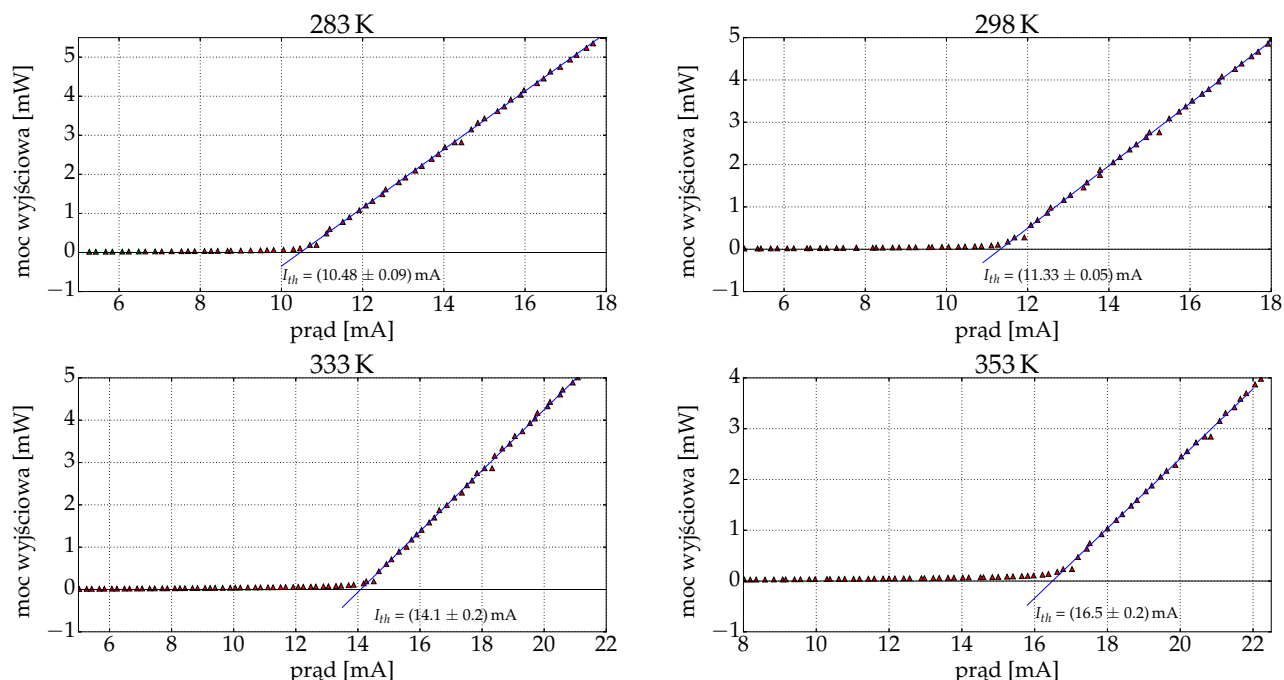 283 K
moc wyjściowa [mW]
5
4
3
2
1
0
−1
I_th = (10.48 ± 0.09) mA
6 8 10 12 14 16 18
prąd [mA]
298 K
moc wyjściowa [mW]
5
4
3
2
1
0
−1
I_th = (11.33 ± 0.05) mA
6 8 10 12 14 16 18
prąd [mA]
333 K
moc wyjściowa [mW]
5
4
3
2
1
0
−1
I_th = (14.1 ± 0.2) mA
6 8 10 12 14 16 18 20 22
prąd [mA]
353 K
moc wyjściowa [mW]
4
3
2
1
0
−1
I_th = (16.5 ± 0.2) mA
8 10 12 14 16 18 20 22
prąd [mA]